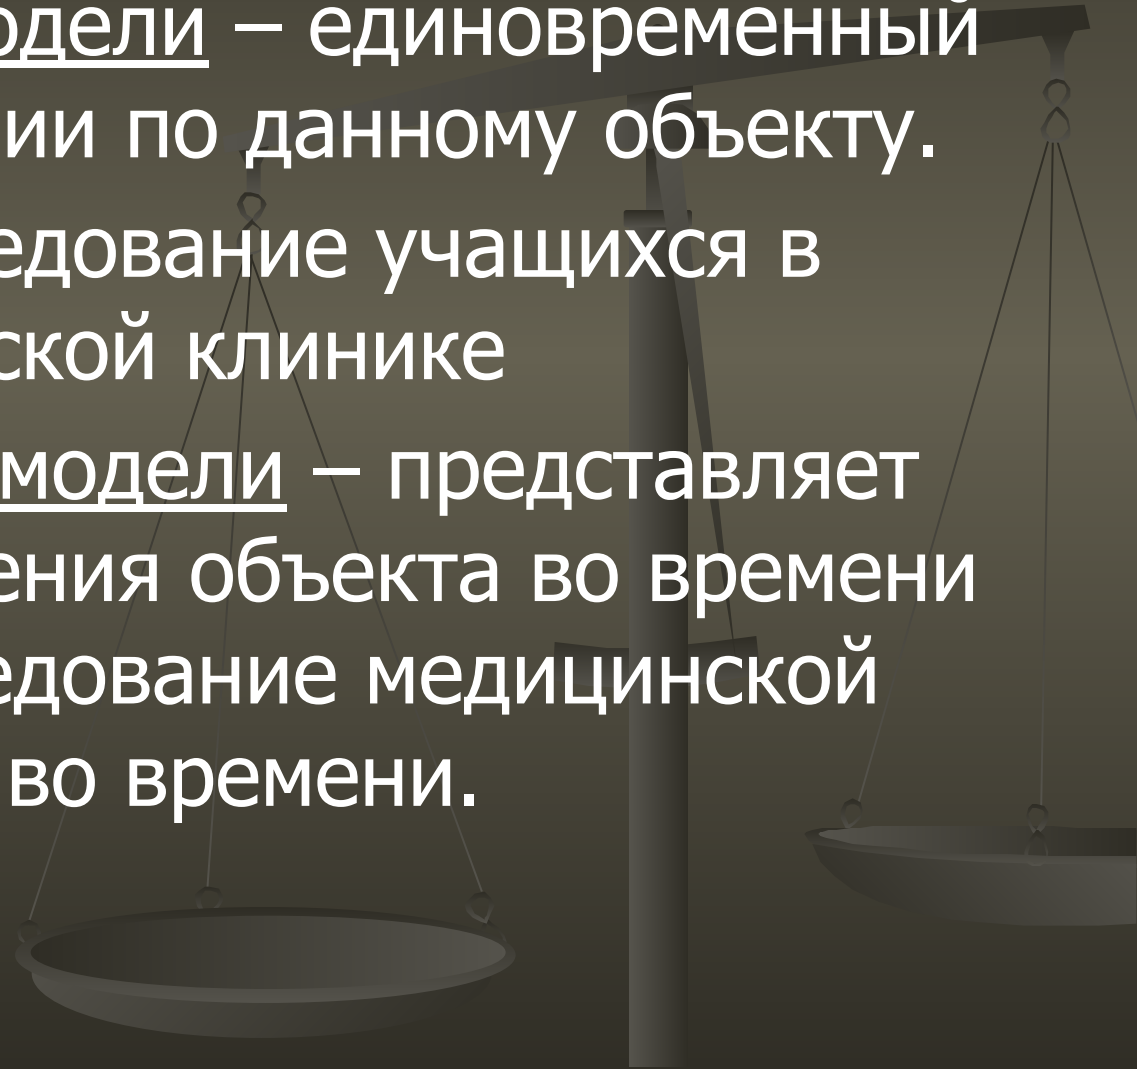 одели – единовременный
ии по данному объекту.
едование учащихся в
ской клинике
модели – представляет
ения объекта во времени
едование медицинской
во времени.